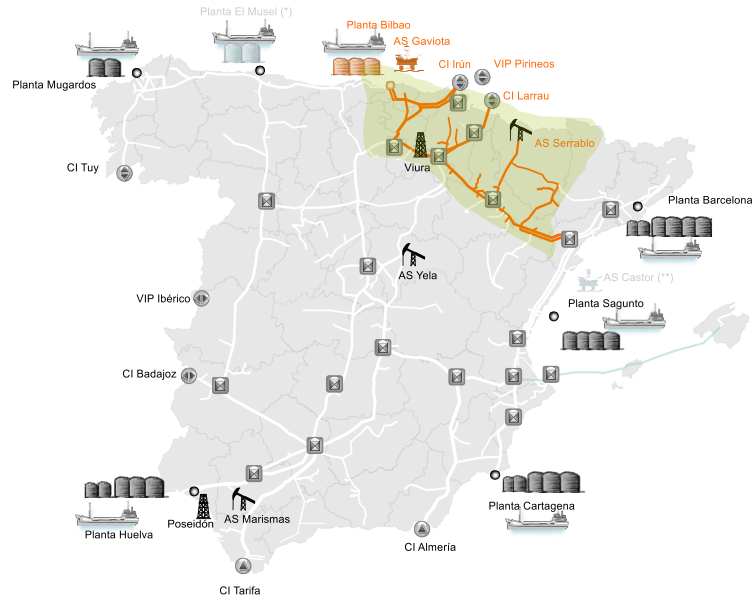 Planta El Musel (*)
Planta Bilbao
AS Gaviota
CI Irún
VIP Pirineos
Planta Mugardos
CI Larrau
AS Serrablo
CI Tuy
Viura
Planta Barcelona
AS Yela
AS Castor (**)
VIP Ibérico
Planta Sagunto
CI Badajoz
Planta Huelva
Poseidón
AS Marismas
Planta Cartagena
CI Almería
CI Tarifa